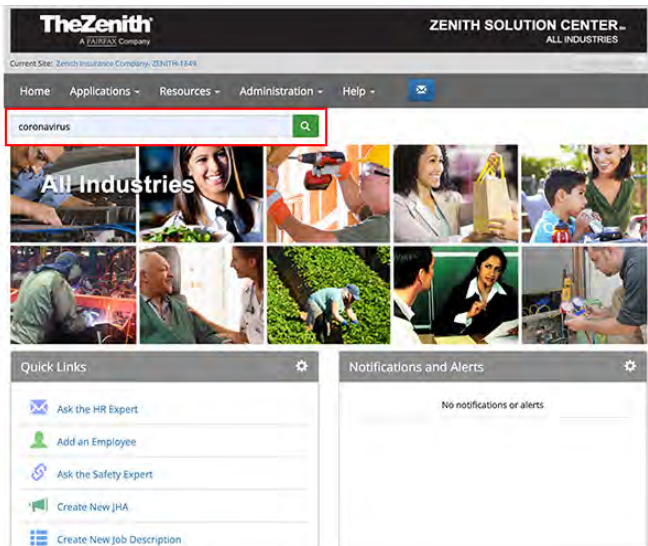 TheZenith®
A FAIRFAX Company
ZENITH SOLUTION CENTER℠
ALL INDUSTRIES
Current Site: Zenith Insurance Company- ZENITH-1849
Home Applications Resources Administration Help
coronavirus
All Industries
Quick Links
Notifications and Alerts
Ask the HR Expert
Add an Employee
Ask the Safety Expert
Create New JHA
Create New Job Description
No notifications or alerts